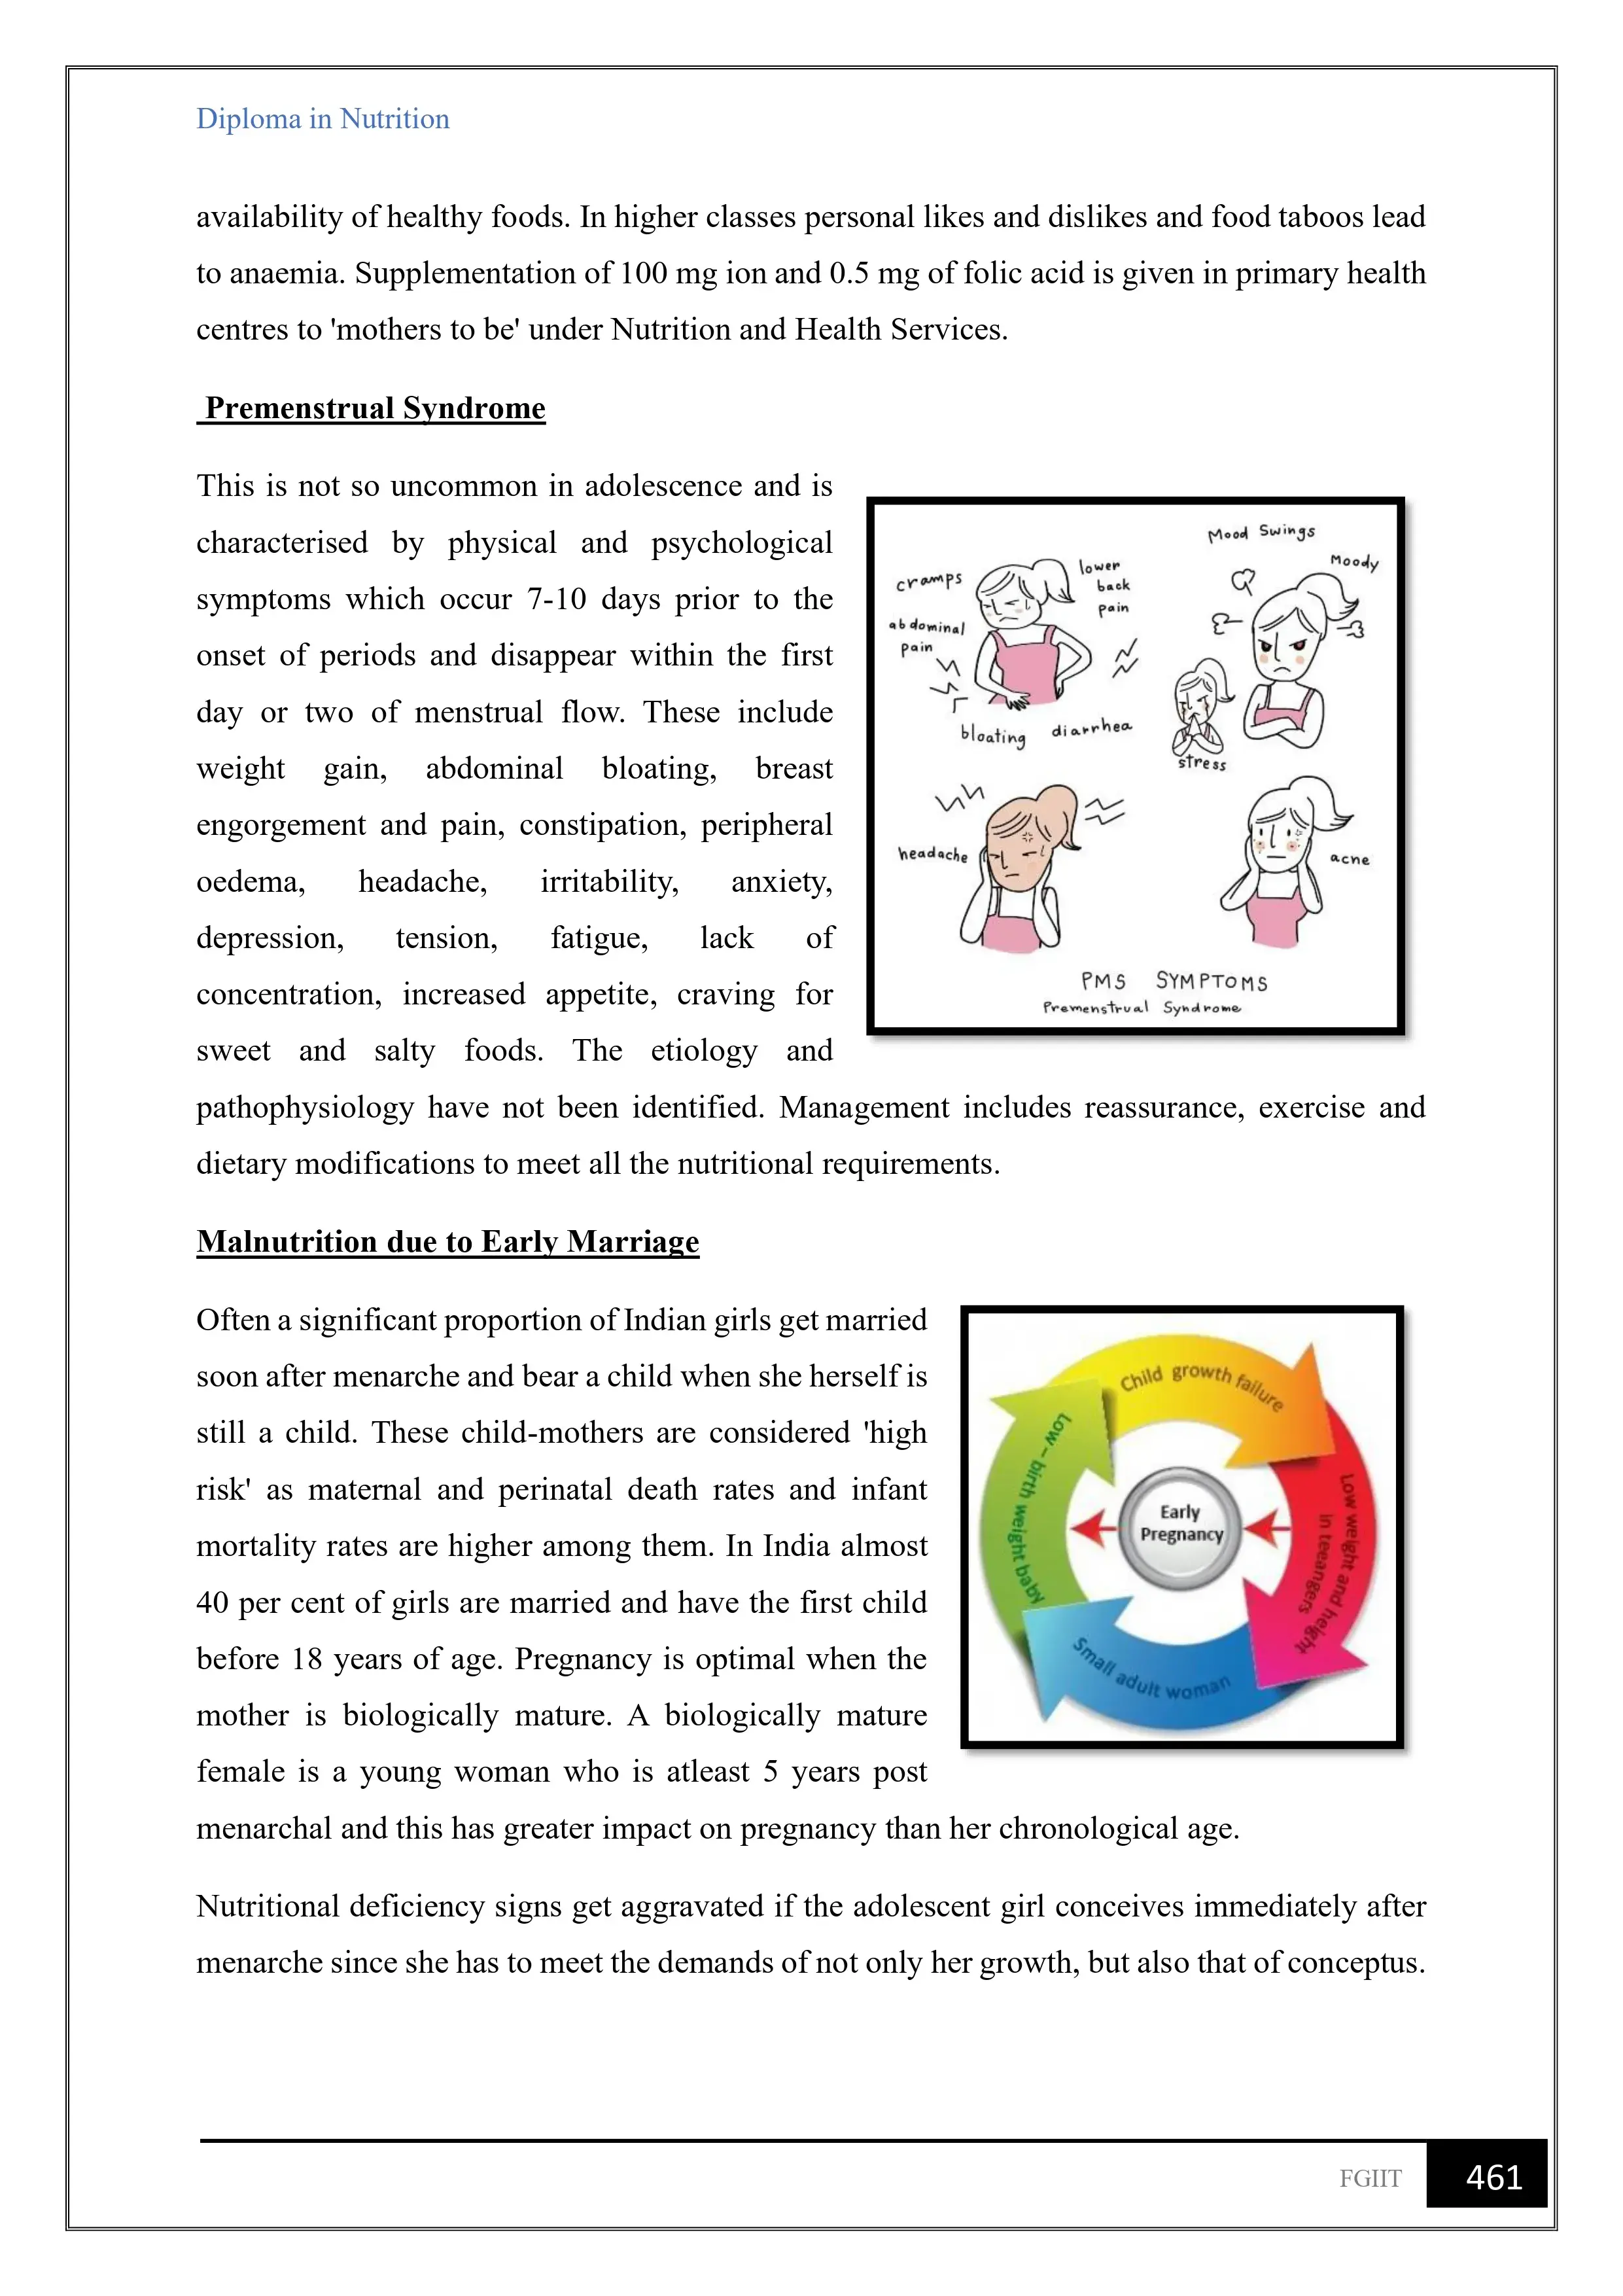 Diploma in Nutrition
availability of healthy foods. In higher classes personal likes and dislikes and food taboos lead
to anaemia. Supplementation of 100 mg ion and 0.5 mg of folic acid is given in primary health
centres to 'mothers to be' under Nutrition and Health Services.
Premenstrual Syndrome
This is not so uncommon in adolescence and is
characterised by physical and psychological
symptoms which occur 7-10 days prior to the
onset of periods and disappear within the first
day or two of menstrual flow. These include
weight gain, abdominal bloating, breast
engorgement and pain, constipation, peripheral
oedema, headache, irritability, anxiety,
depression, tension, fatigue, lack of
concentration, increased appetite, craving for
sweet and salty foods. The etiology and
pathophysiology have not been identified. Management includes reassurance, exercise and
dietary modifications to meet all the nutritional requirements.
cramps
lower
back
pain
abdominal
pain
bloating diarrhea
Mood Swings
Moody
stress
headache
acne
PMS SYMPTOMS
Premenstrual Syndrome
Malnutrition due to Early Marriage
Often a significant proportion of Indian girls get married
soon after menarche and bear a child when she herself is
still a child. These child-mothers are considered 'high
risk' as maternal and perinatal death rates and infant
mortality rates are higher among them. In India almost
40 per cent of girls are married and have the first child
before 18 years of age. Pregnancy is optimal when the
mother is biologically mature. A biologically mature
female is a young woman who is atleast 5 years post
menarchal and this has greater impact on pregnancy than her chronological age.
Child growth failure
Low weight and height
in teeangers
Small adult woman
Low – birth weight baby
Early
Pregnancy
Nutritional deficiency signs get aggravated if the adolescent girl conceives immediately after
menarche since she has to meet the demands of not only her growth, but also that of conceptus.
FGIIT
461